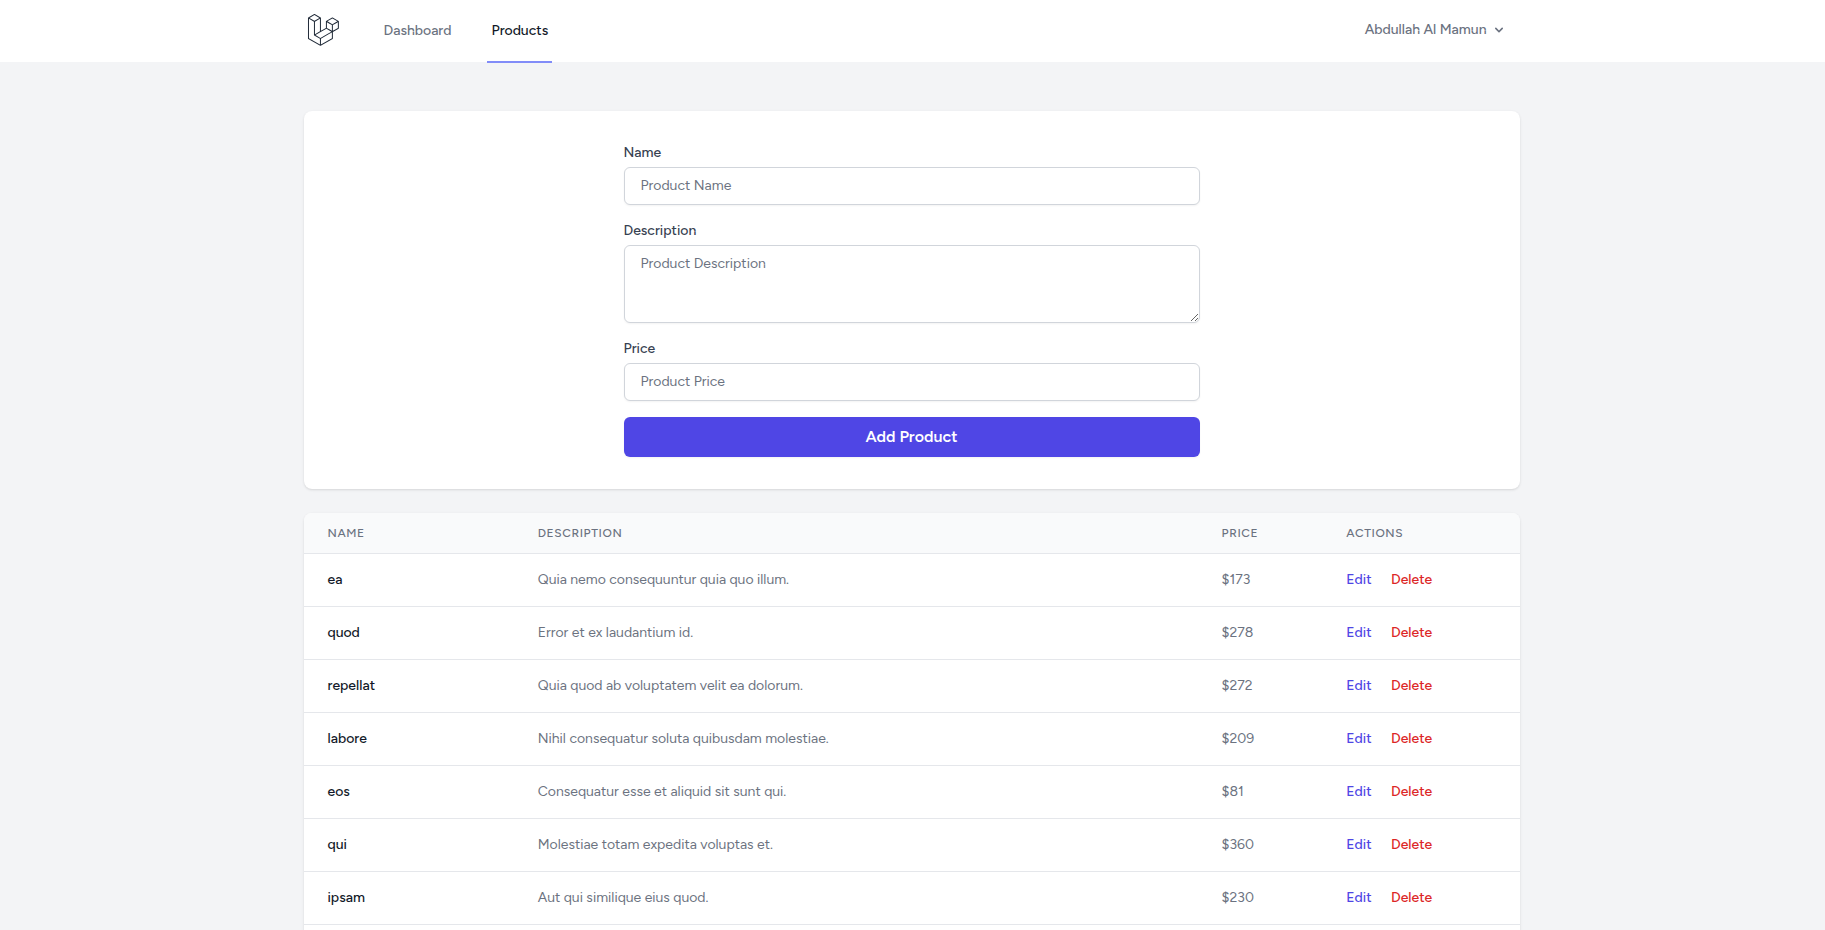 Dashboard Products Abdullah Al Mamun
Name
Product Name
Description
Product Description
Price
Product Price
Add Product
NAME DESCRIPTION PRICE ACTIONS
ea Quia nemo consequuntur quia quo illum. $173 Edit Delete
quod Error et ex laudantium id. $278 Edit Delete
repellat Quia quod ab voluptatem velit ea dolorum. $272 Edit Delete
labore Nihil consequatur soluta quibusdam molestiae. $209 Edit Delete
eos Consequatur esse et aliquid sit sunt qui. $81 Edit Delete
qui Molestiae totam expedita voluptas et. $360 Edit Delete
ipsam Aut qui similique eius quod. $230 Edit Delete